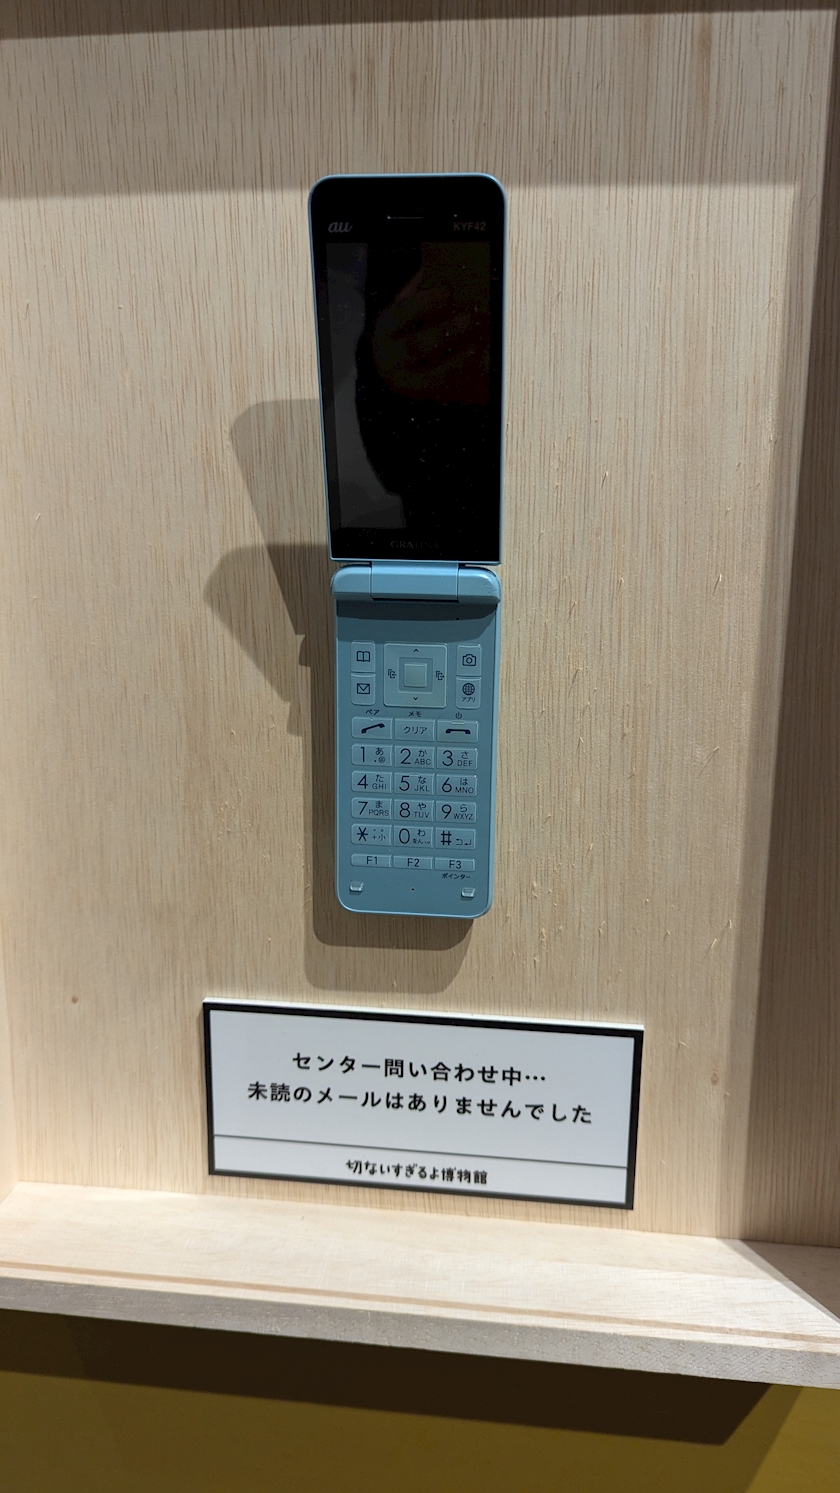 au KYF42
GRATINA
アプリ
ペア メモ
クリア
1 あ .@ 2 か ABC 3 さ DEF
4 た GHI 5 な JKL 6 は MNO
7 ま PQRS 8 や TUV 9 ら WXYZ
* 0 わ #
F1 F2 F3
ポインター
センター問い合わせ中…
未読のメールはありませんでした
切ないすぎるよ博物館